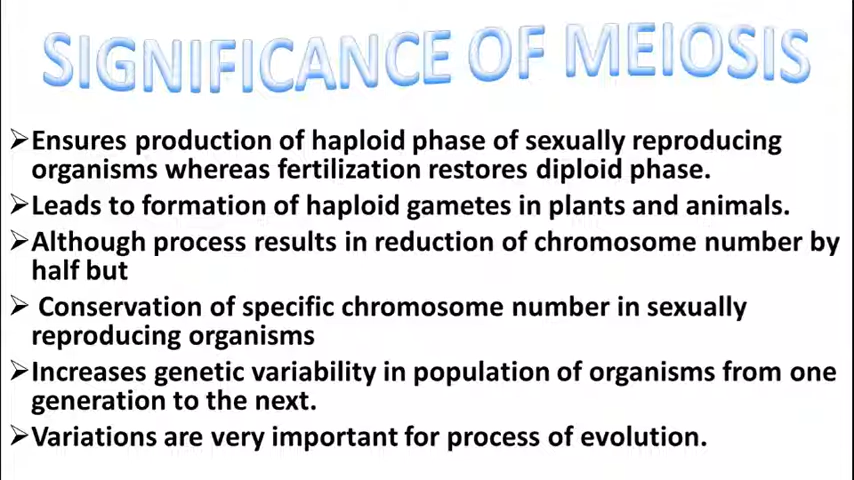 SIGNIFICANCE OF MEIOSIS
➢Ensures production of haploid phase of sexually reproducing
organisms whereas fertilization restores diploid phase.
➢Leads to formation of haploid gametes in plants and animals.
➢Although process results in reduction of chromosome number by
half but
➢ Conservation of specific chromosome number in sexually
reproducing organisms
➢Increases genetic variability in population of organisms from one
generation to the next.
➢Variations are very important for process of evolution.